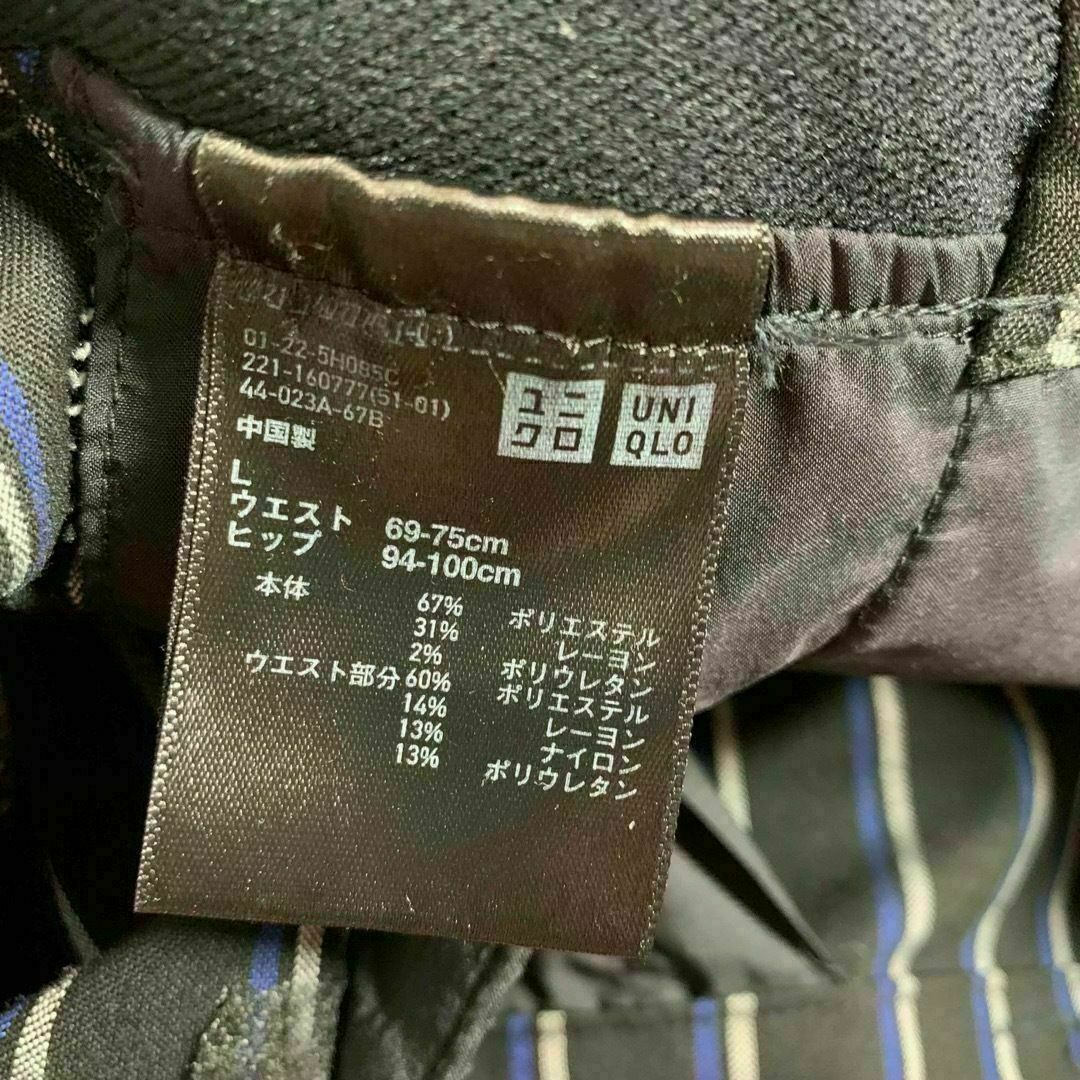 01-22-5H085C
221-160777(51-01)
44-023A-67B
ユニ
クロ
UNI
QLO
中国製
L
ウエスト 69-75cm
ヒップ 94-100cm
本体 67% ポリエステル
31% レーヨン
2% ポリウレタン
ウエスト部分 60% ポリエステル
14% レーヨン
13% ナイロン
13% ポリウレタン